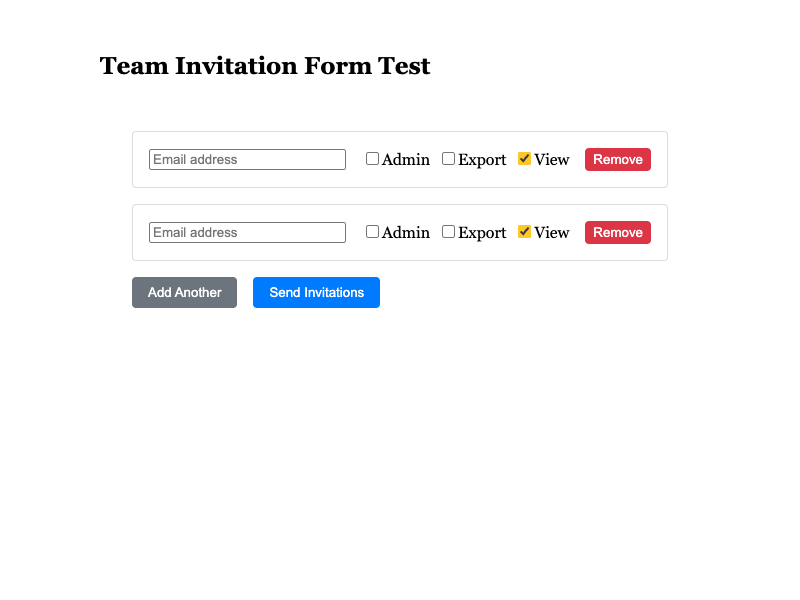 Team Invitation Form Test
Email address Admin Export View Remove
Email address Admin Export View Remove
Add Another Send Invitations